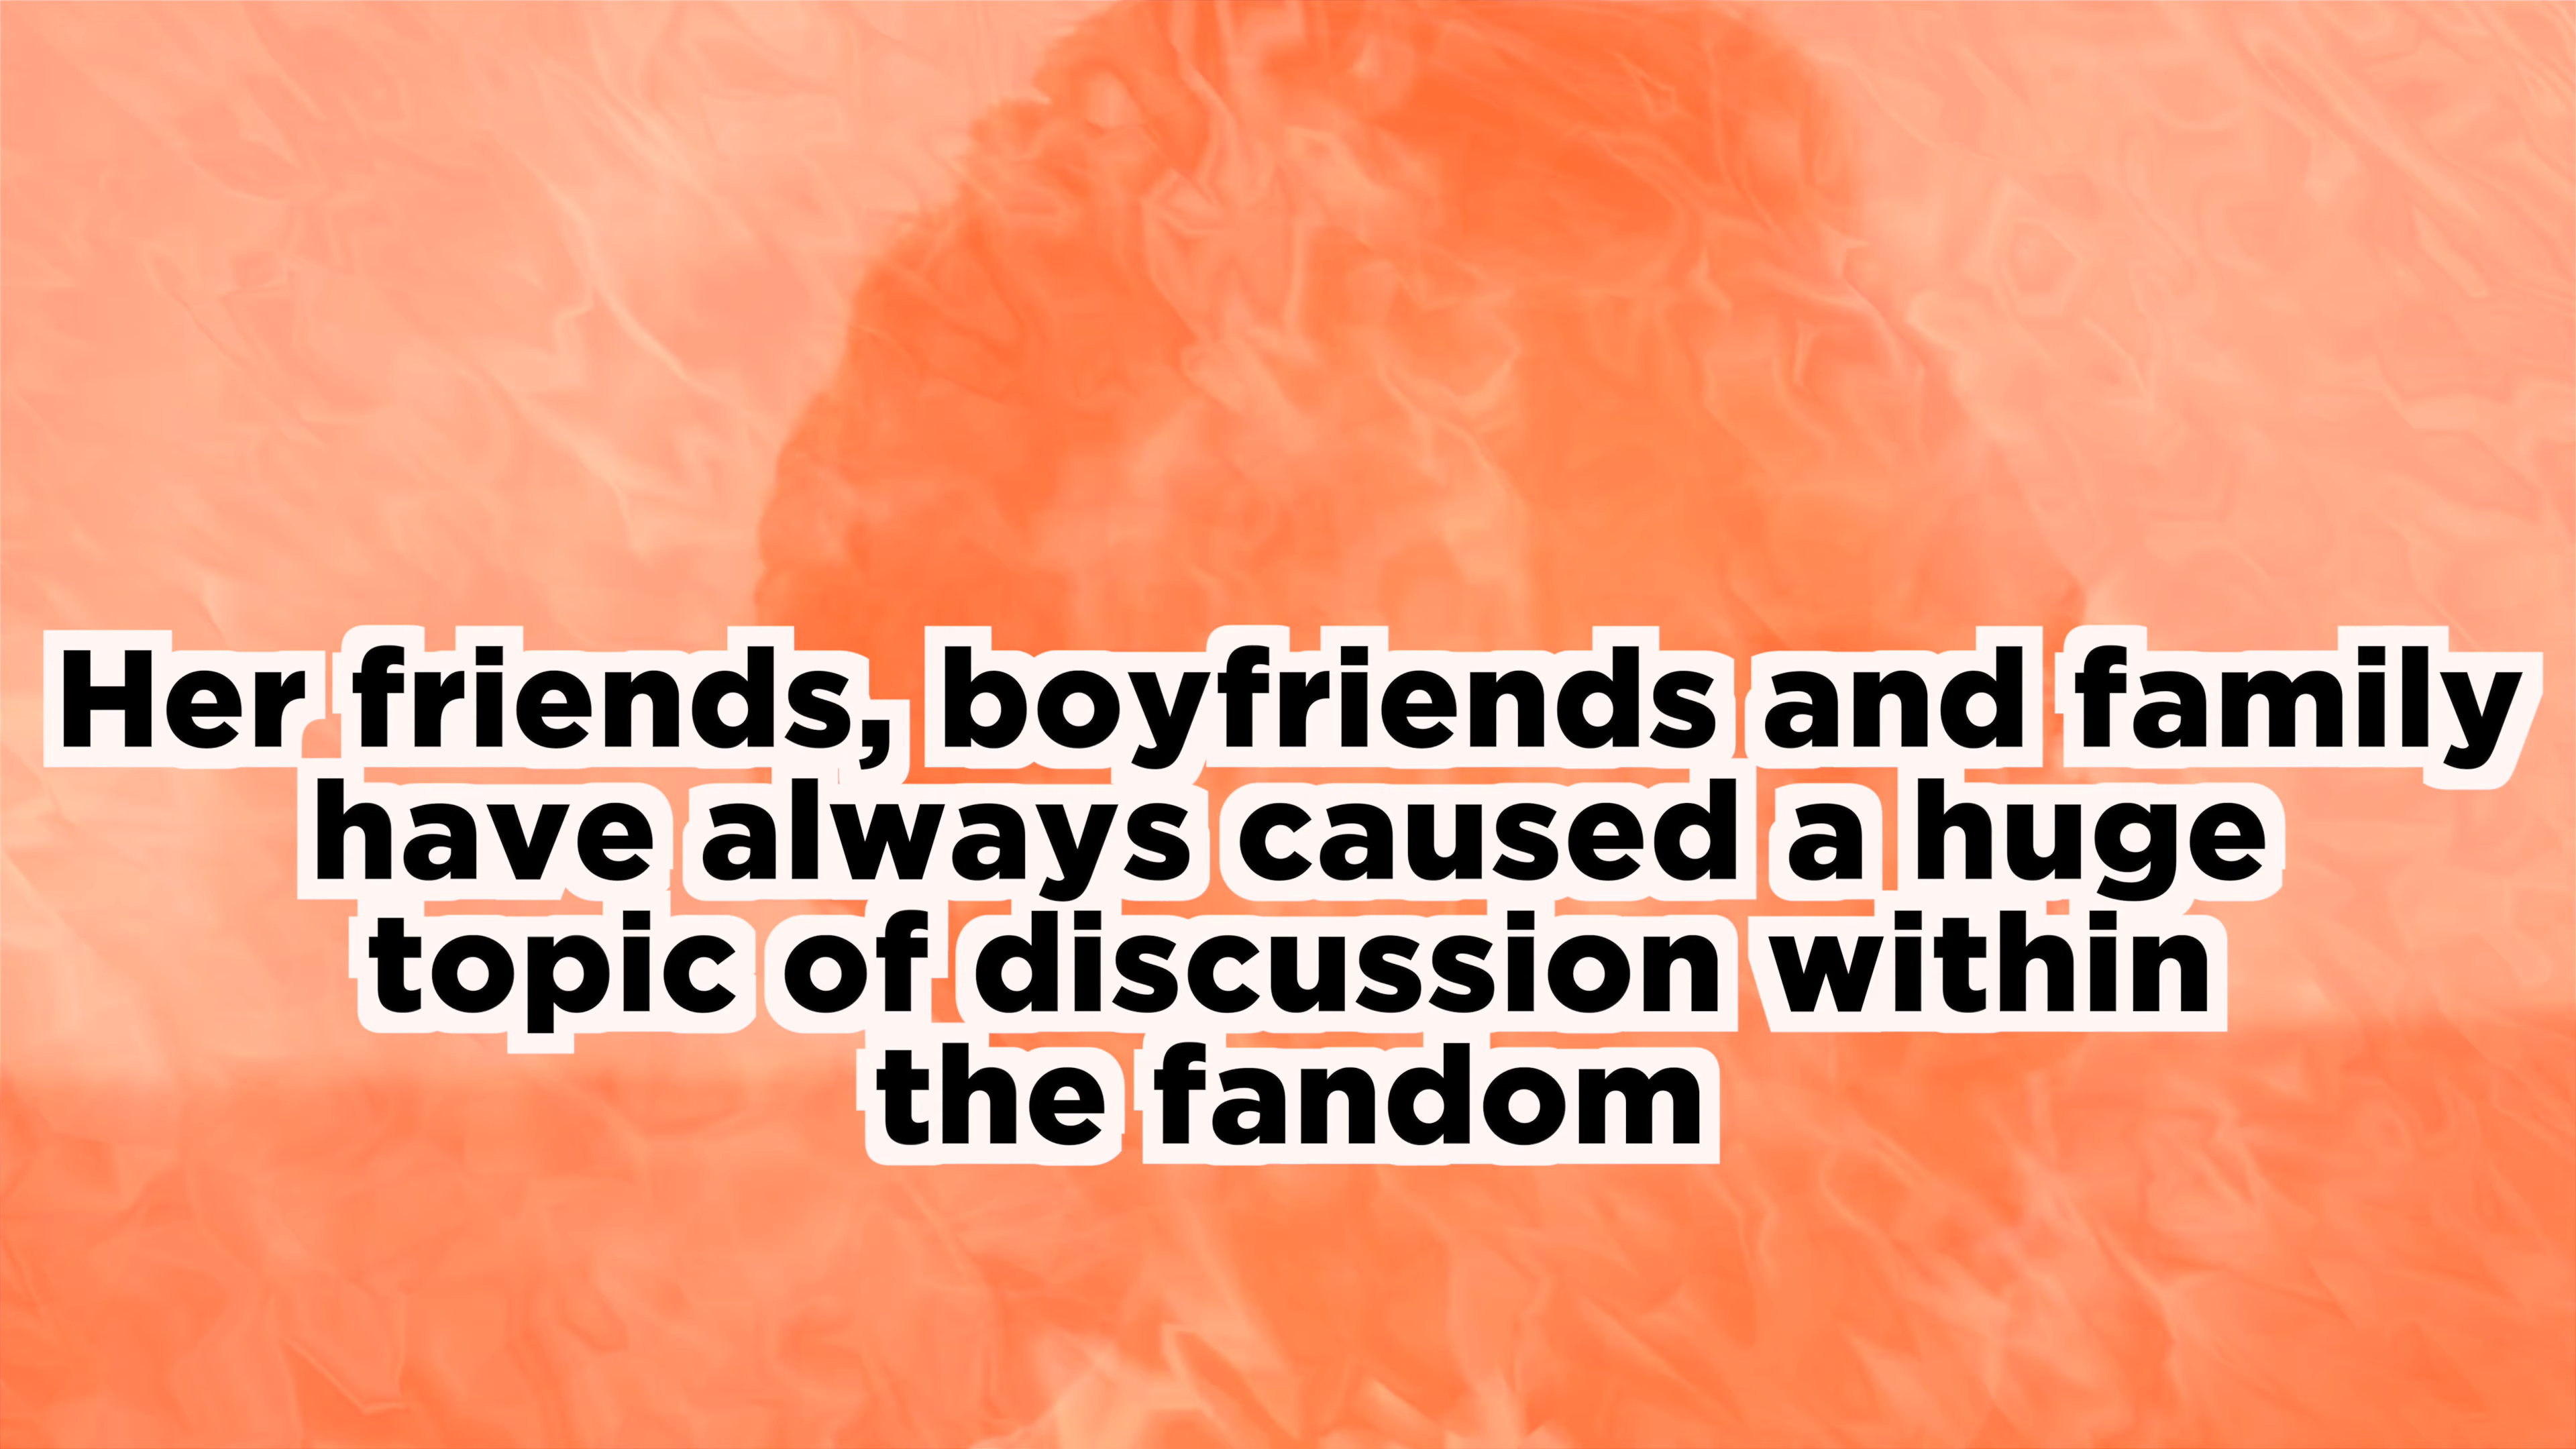 Her friends, boyfriends and family
have always caused a huge
topic of discussion within
the fandom